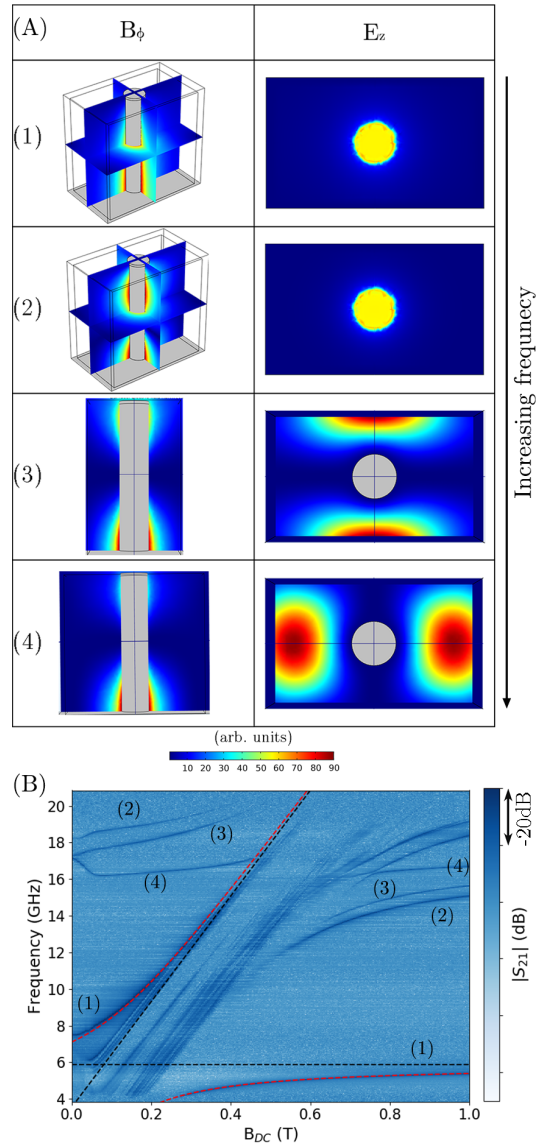 (A) B_ϕ E_z
(1)
(2)
(3)
(4)
Increasing frequnecy
(arb. units)
10 20 30 40 50 60 70 80 90
(B)
20
18
16
14
12
10
8
6
4
Frequency (GHz)
(2)
(3)
(4)
(1)
(4)
(3)
(2)
(1)
0.0 0.2 0.4 0.6 0.8 1.0
B_DC (T)
-20dB
|S_21| (dB)